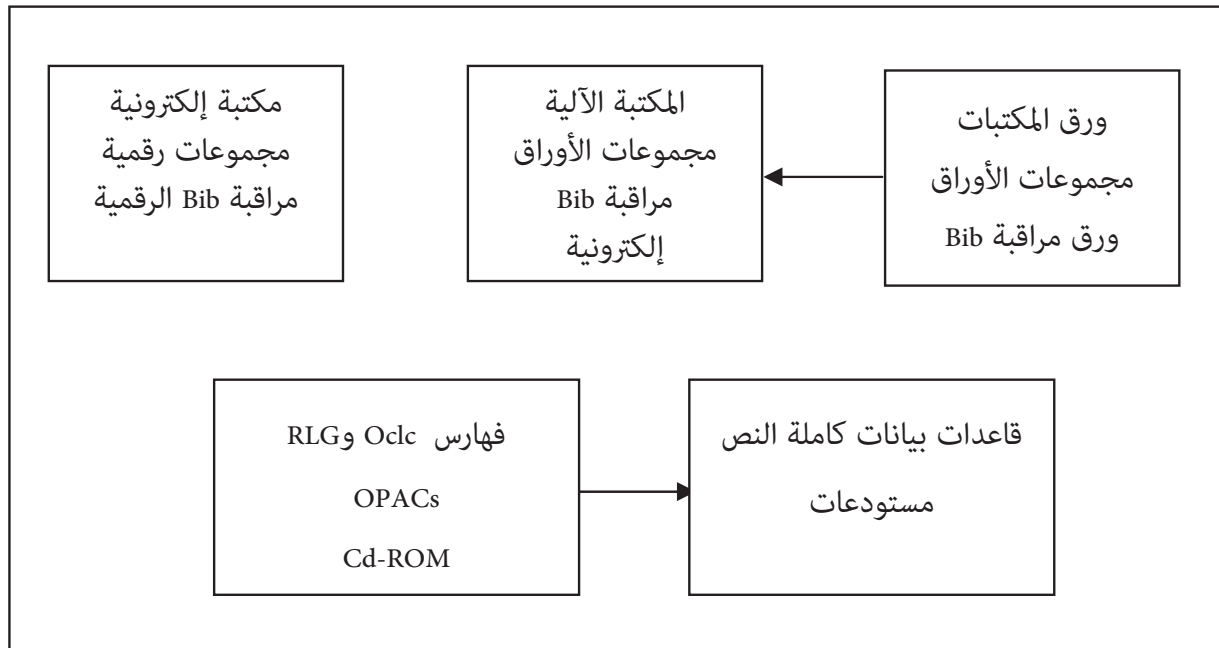 ورق المكتبات
مجموعات الأوراق
ورق مراقبة Bib
المكتبة الآلية
مجموعات الأوراق
مراقبة Bib
إلكترونية
مكتبة إلكترونية
مجموعات رقمية
مراقبة Bib الرقمية
فهارس Oclc وRLG
OPACs
Cd-ROM
قاعدات بيانات كاملة النص
مستودعات